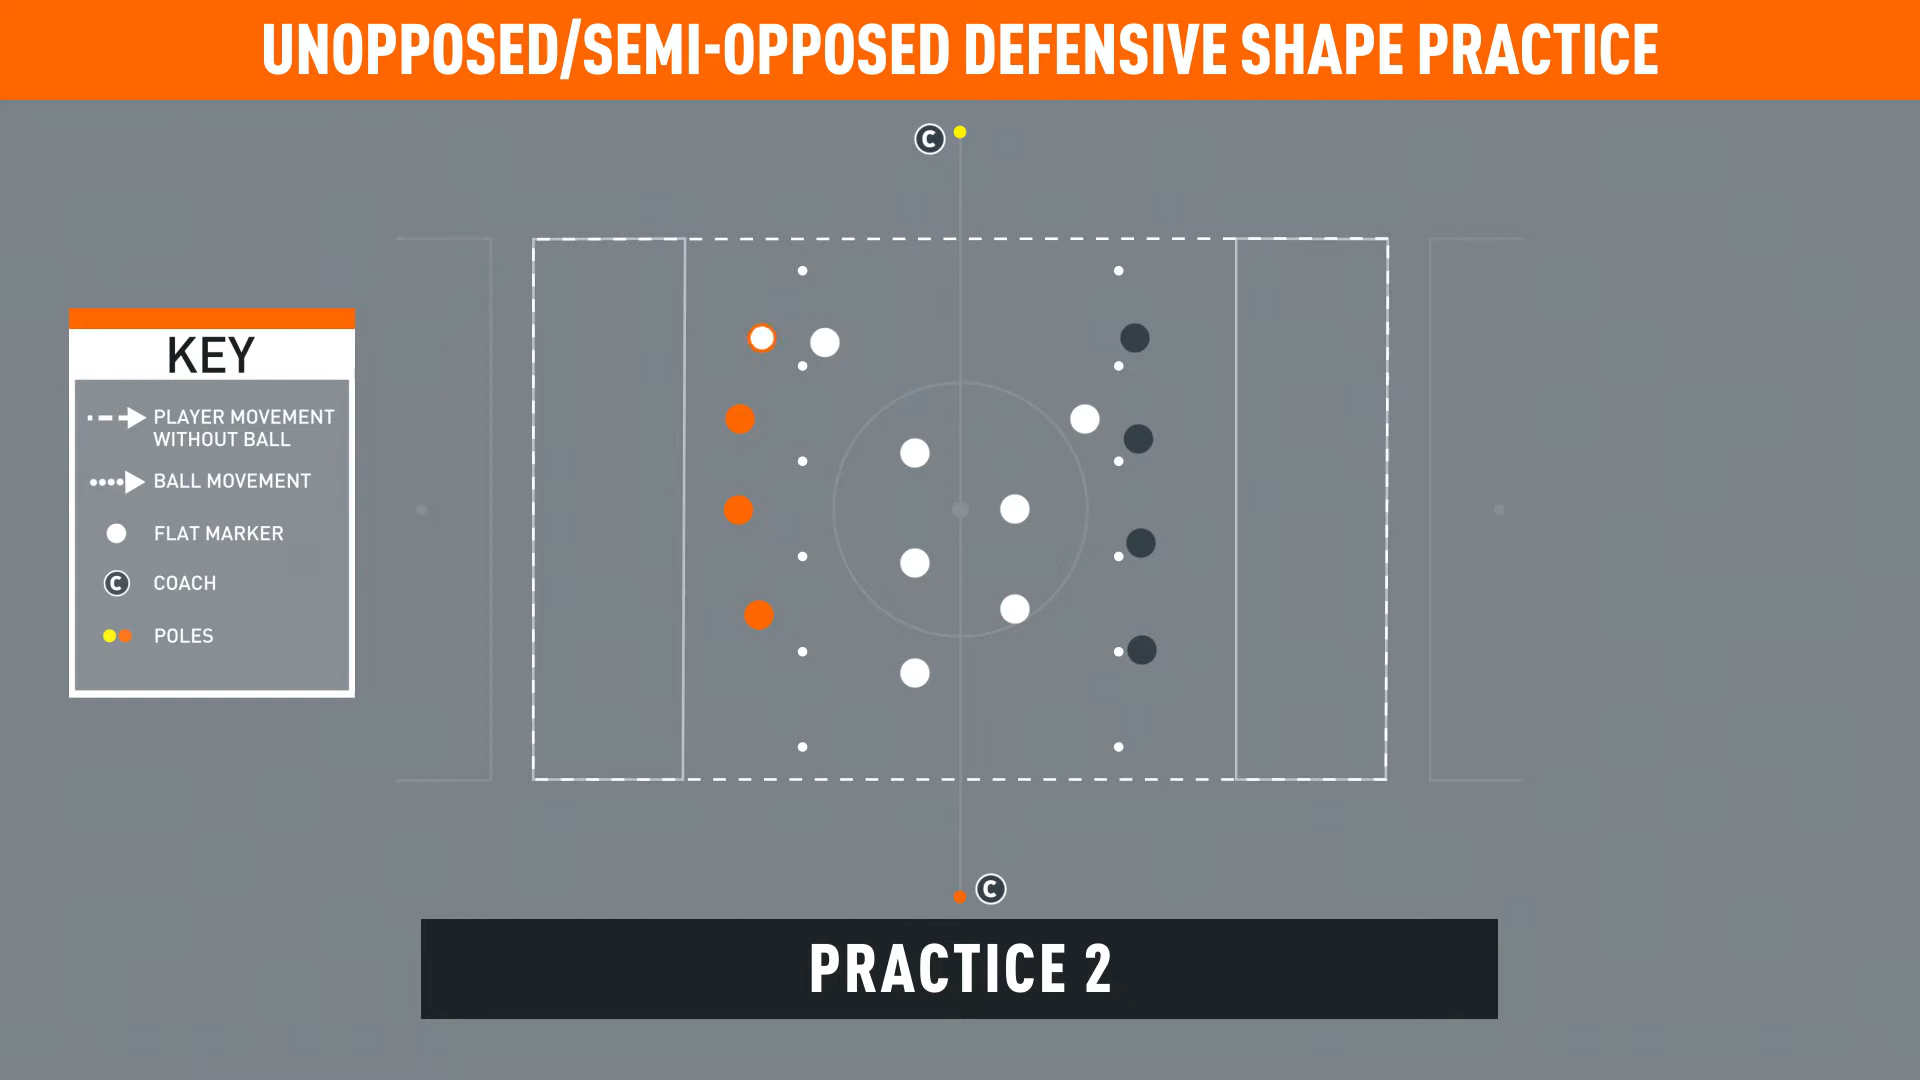 UNOPPOSED/SEMI-OPPOSED DEFENSIVE SHAPE PRACTICE
C
KEY
PLAYER MOVEMENT
WITHOUT BALL
BALL MOVEMENT
FLAT MARKER
C COACH
POLES
C
PRACTICE 2